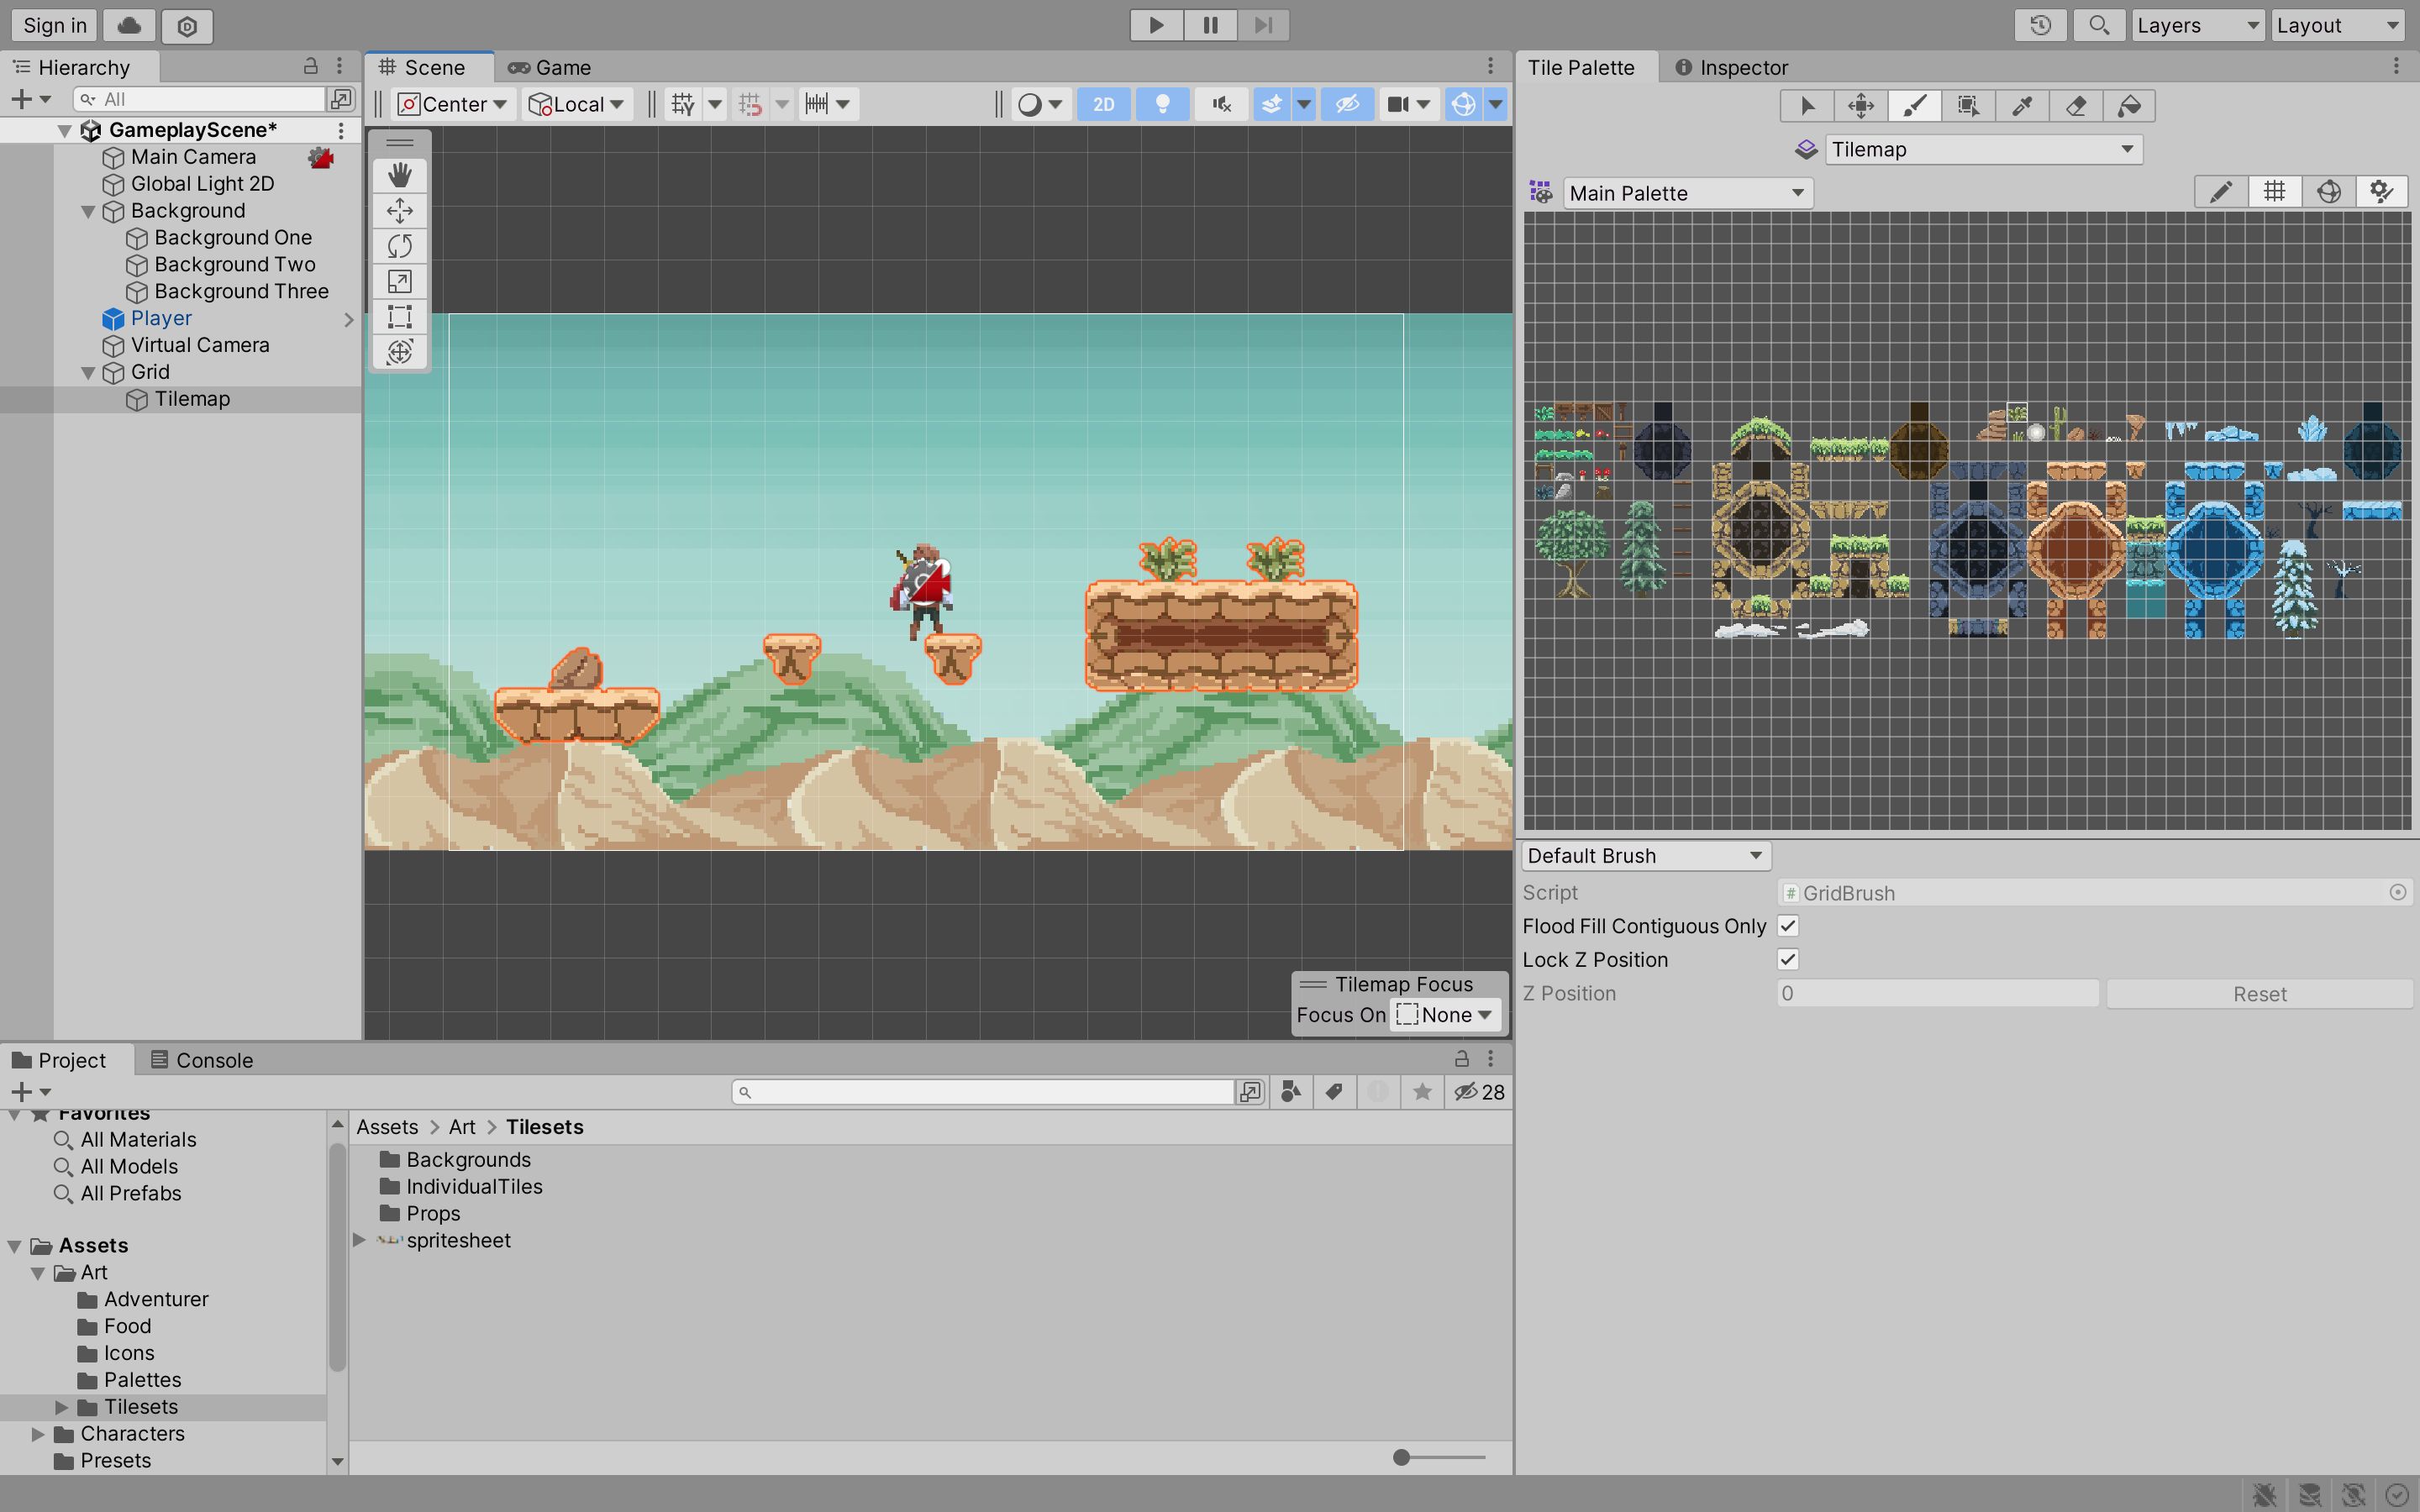 Sign in
Layers
Layout
Hierarchy
All
GameplayScene*
Main Camera
Global Light 2D
Background
Background One
Background Two
Background Three
Player
Virtual Camera
Grid
Tilemap
Scene
Game
Center
Local
2D
Tilemap Focus
Focus On
None
Tile Palette
Inspector
Tilemap
Main Palette
Default Brush
Script
# GridBrush
Flood Fill Contiguous Only
Lock Z Position
Z Position
0
Reset
Project
Console
28
Favorites
All Materials
All Models
All Prefabs
Assets
Art
Adventurer
Food
Icons
Palettes
Tilesets
Characters
Presets
Assets > Art > Tilesets
Backgrounds
IndividualTiles
Props
spritesheet